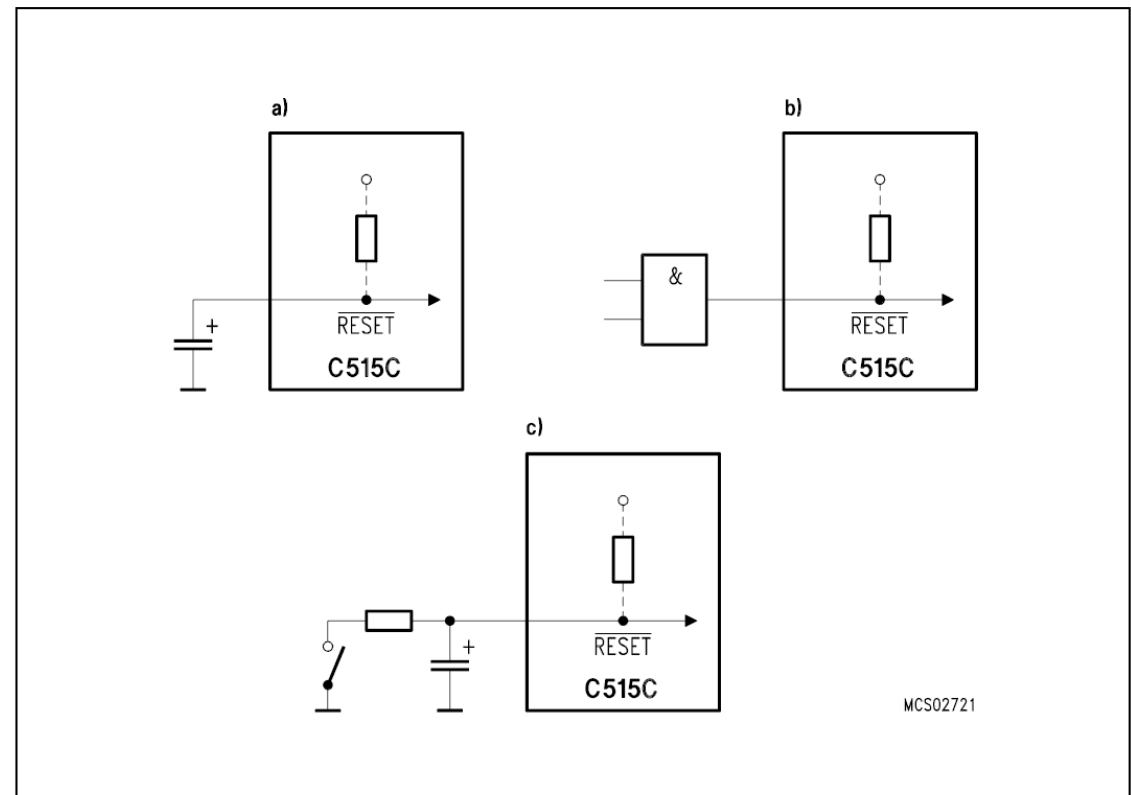 a)
+
RESET
C515C
b)
&
RESET
C515C
c)
+
RESET
C515C
MCS02721